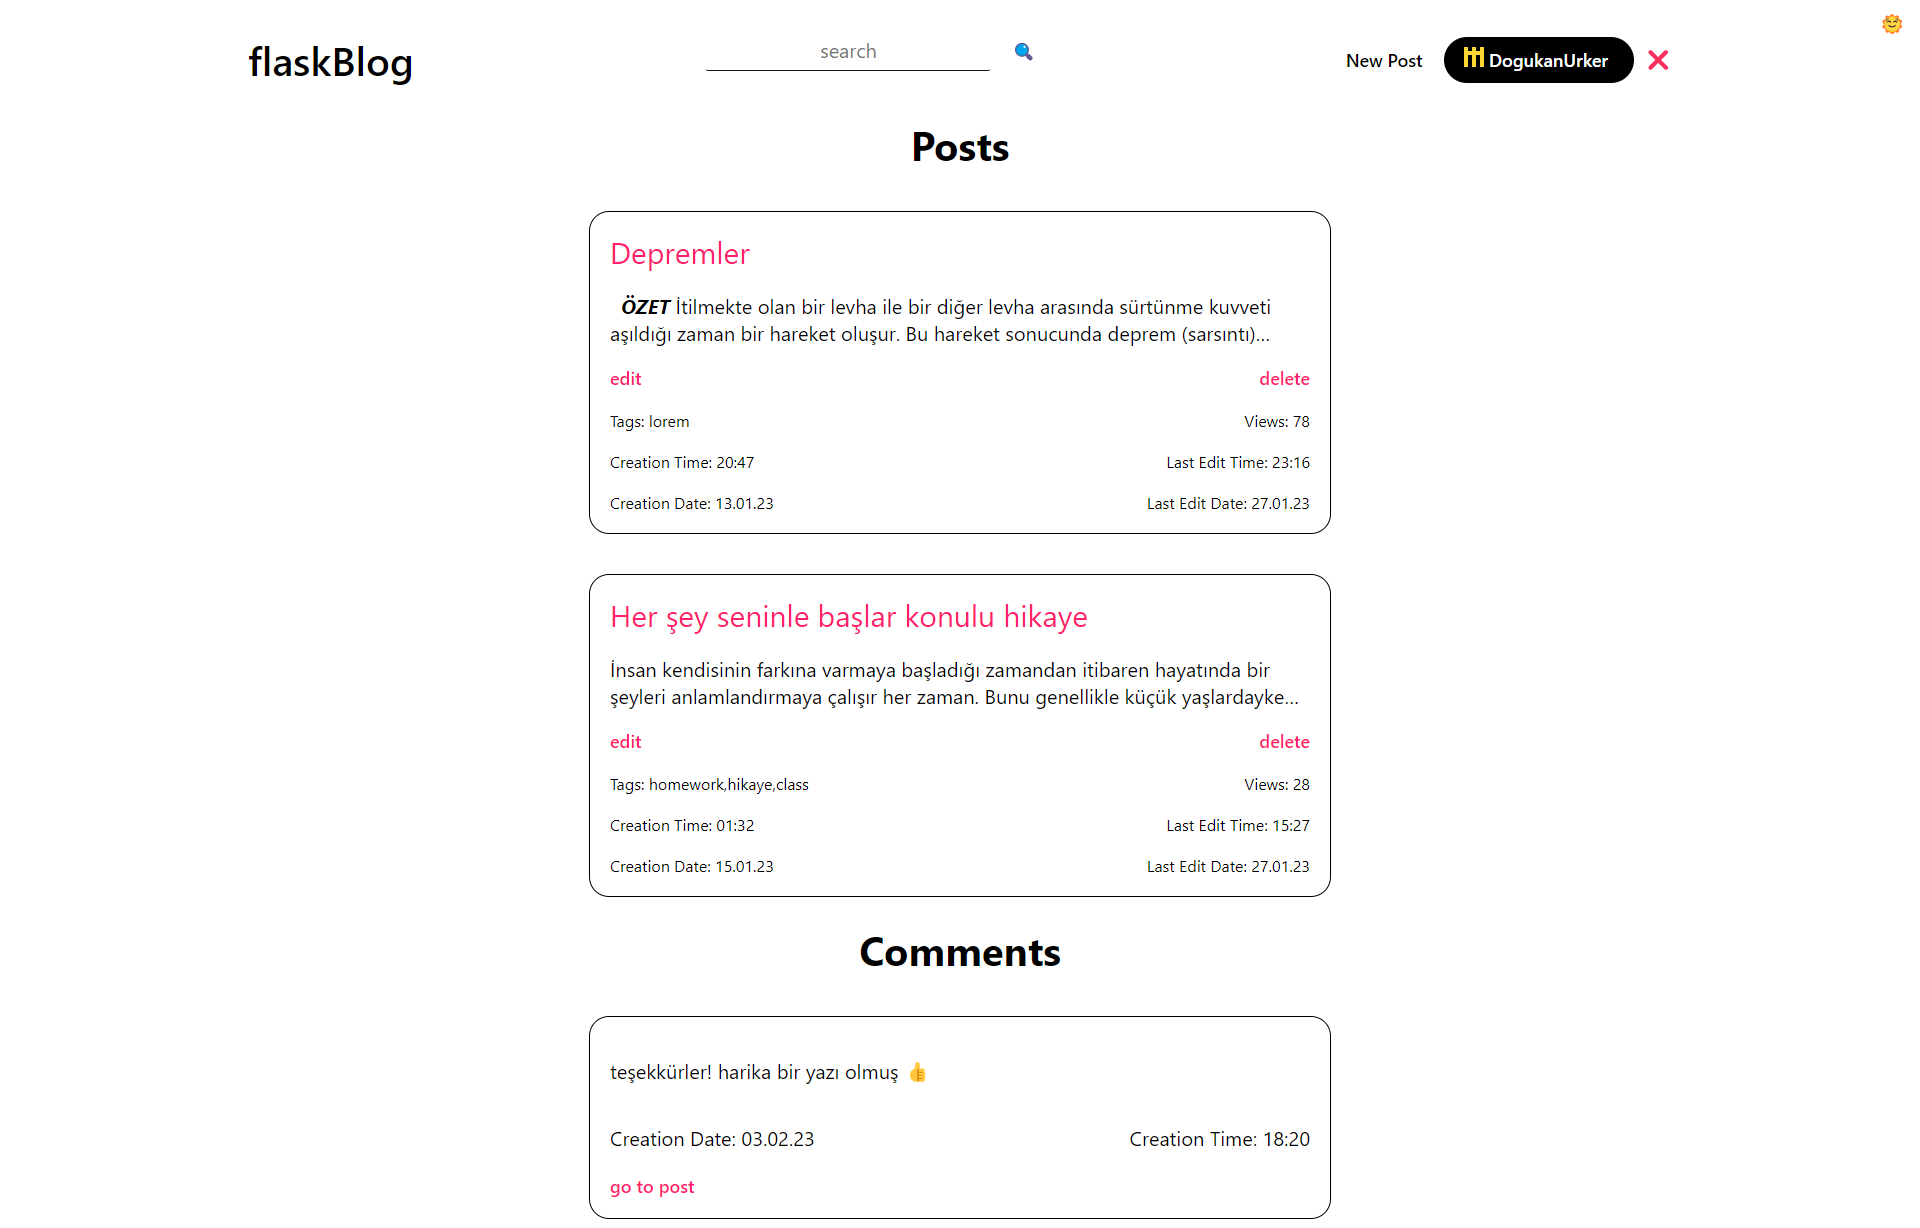 flaskBlog
search
New Post
DogukanUrker
Posts
Depremler
ÖZET İtilmekte olan bir levha ile bir diğer levha arasında sürtünme kuvveti
aşıldığı zaman bir hareket oluşur. Bu hareket sonucunda deprem (sarsıntı)...
edit
delete
Tags: lorem
Views: 78
Creation Time: 20:47
Last Edit Time: 23:16
Creation Date: 13.01.23
Last Edit Date: 27.01.23
Her şey seninle başlar konulu hikaye
İnsan kendisinin farkına varmaya başladığı zamandan itibaren hayatında bir
şeyleri anlamlandırmaya çalışır her zaman. Bunu genellikle küçük yaşlardayke...
edit
delete
Tags: homework,hikaye,class
Views: 28
Creation Time: 01:32
Last Edit Time: 15:27
Creation Date: 15.01.23
Last Edit Date: 27.01.23
Comments
teşekkürler! harika bir yazı olmuş 👍
Creation Date: 03.02.23
Creation Time: 18:20
go to post